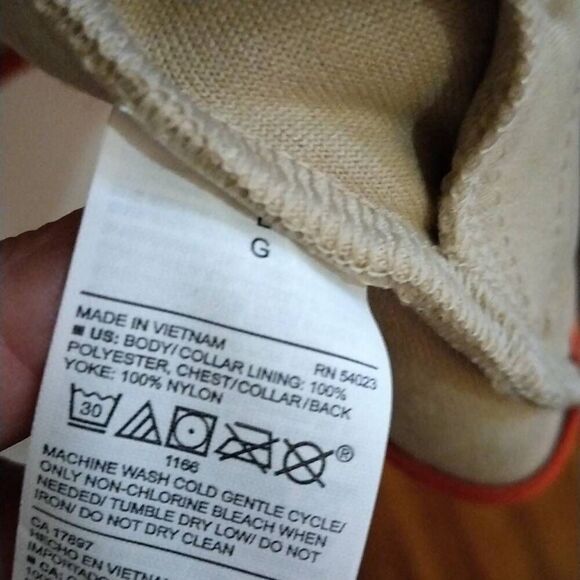 G
MADE IN VIETNAM RN 54023
■ US: BODY/COLLAR LINING: 100%
POLYESTER, CHEST/COLLAR/BACK
YOKE: 100% NYLON
30
®
1166
MACHINE WASH COLD GENTLE CYCLE/
ONLY NON-CHLORINE BLEACH WHEN
NEEDED/ TUMBLE DRY LOW/ DO NOT
IRON/ DO NOT DRY CLEAN
CA 17897
HECHO EN VIETNAM
IMPORTADO
■ CA: